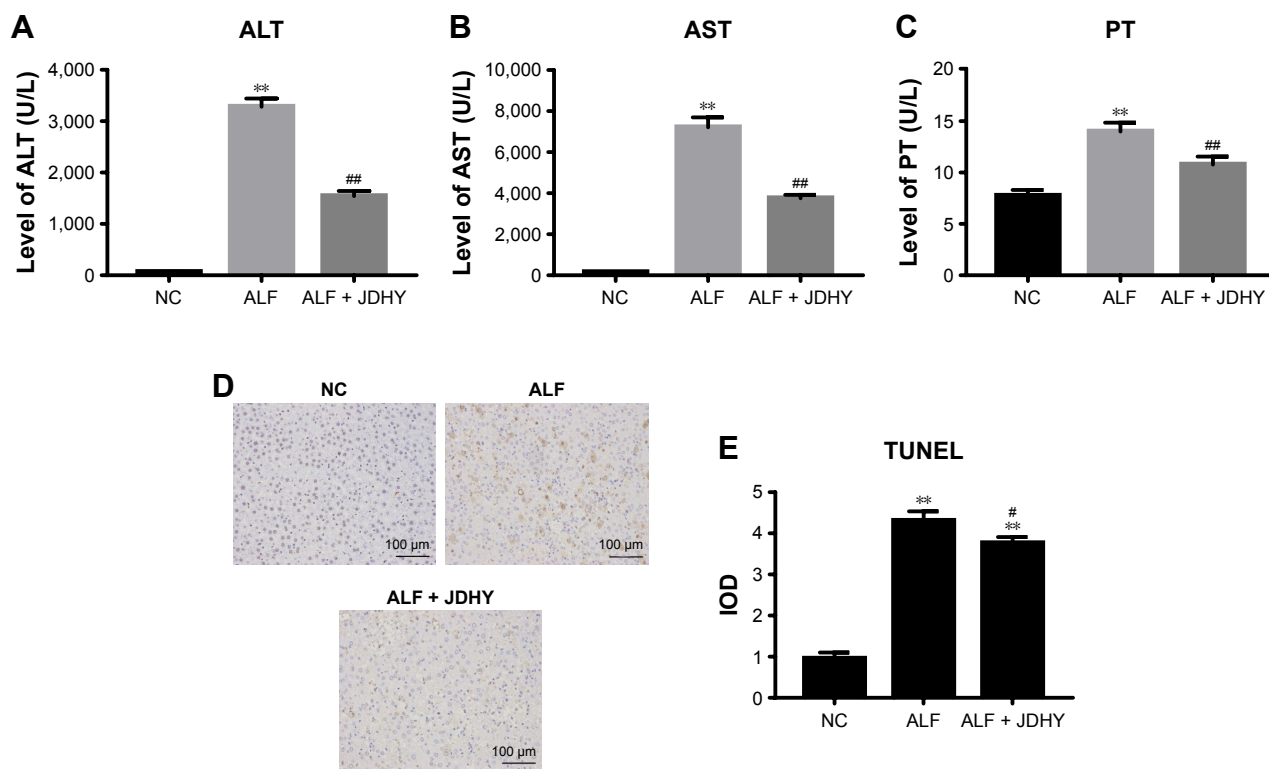 A
ALT
Level of ALT (U/L)
4,000
3,000
2,000
1,000
0
**
##
NC
ALF
ALF + JDHY
B
AST
Level of AST (U/L)
10,000
8,000
6,000
4,000
2,000
0
**
##
NC
ALF
ALF + JDHY
C
PT
Level of PT (U/L)
20
15
10
5
0
**
##
NC
ALF
ALF + JDHY
D
NC
100 µm
ALF
100 µm
ALF + JDHY
100 µm
E
TUNEL
IOD
5
4
3
2
1
0
**
#
**
NC
ALF
ALF + JDHY